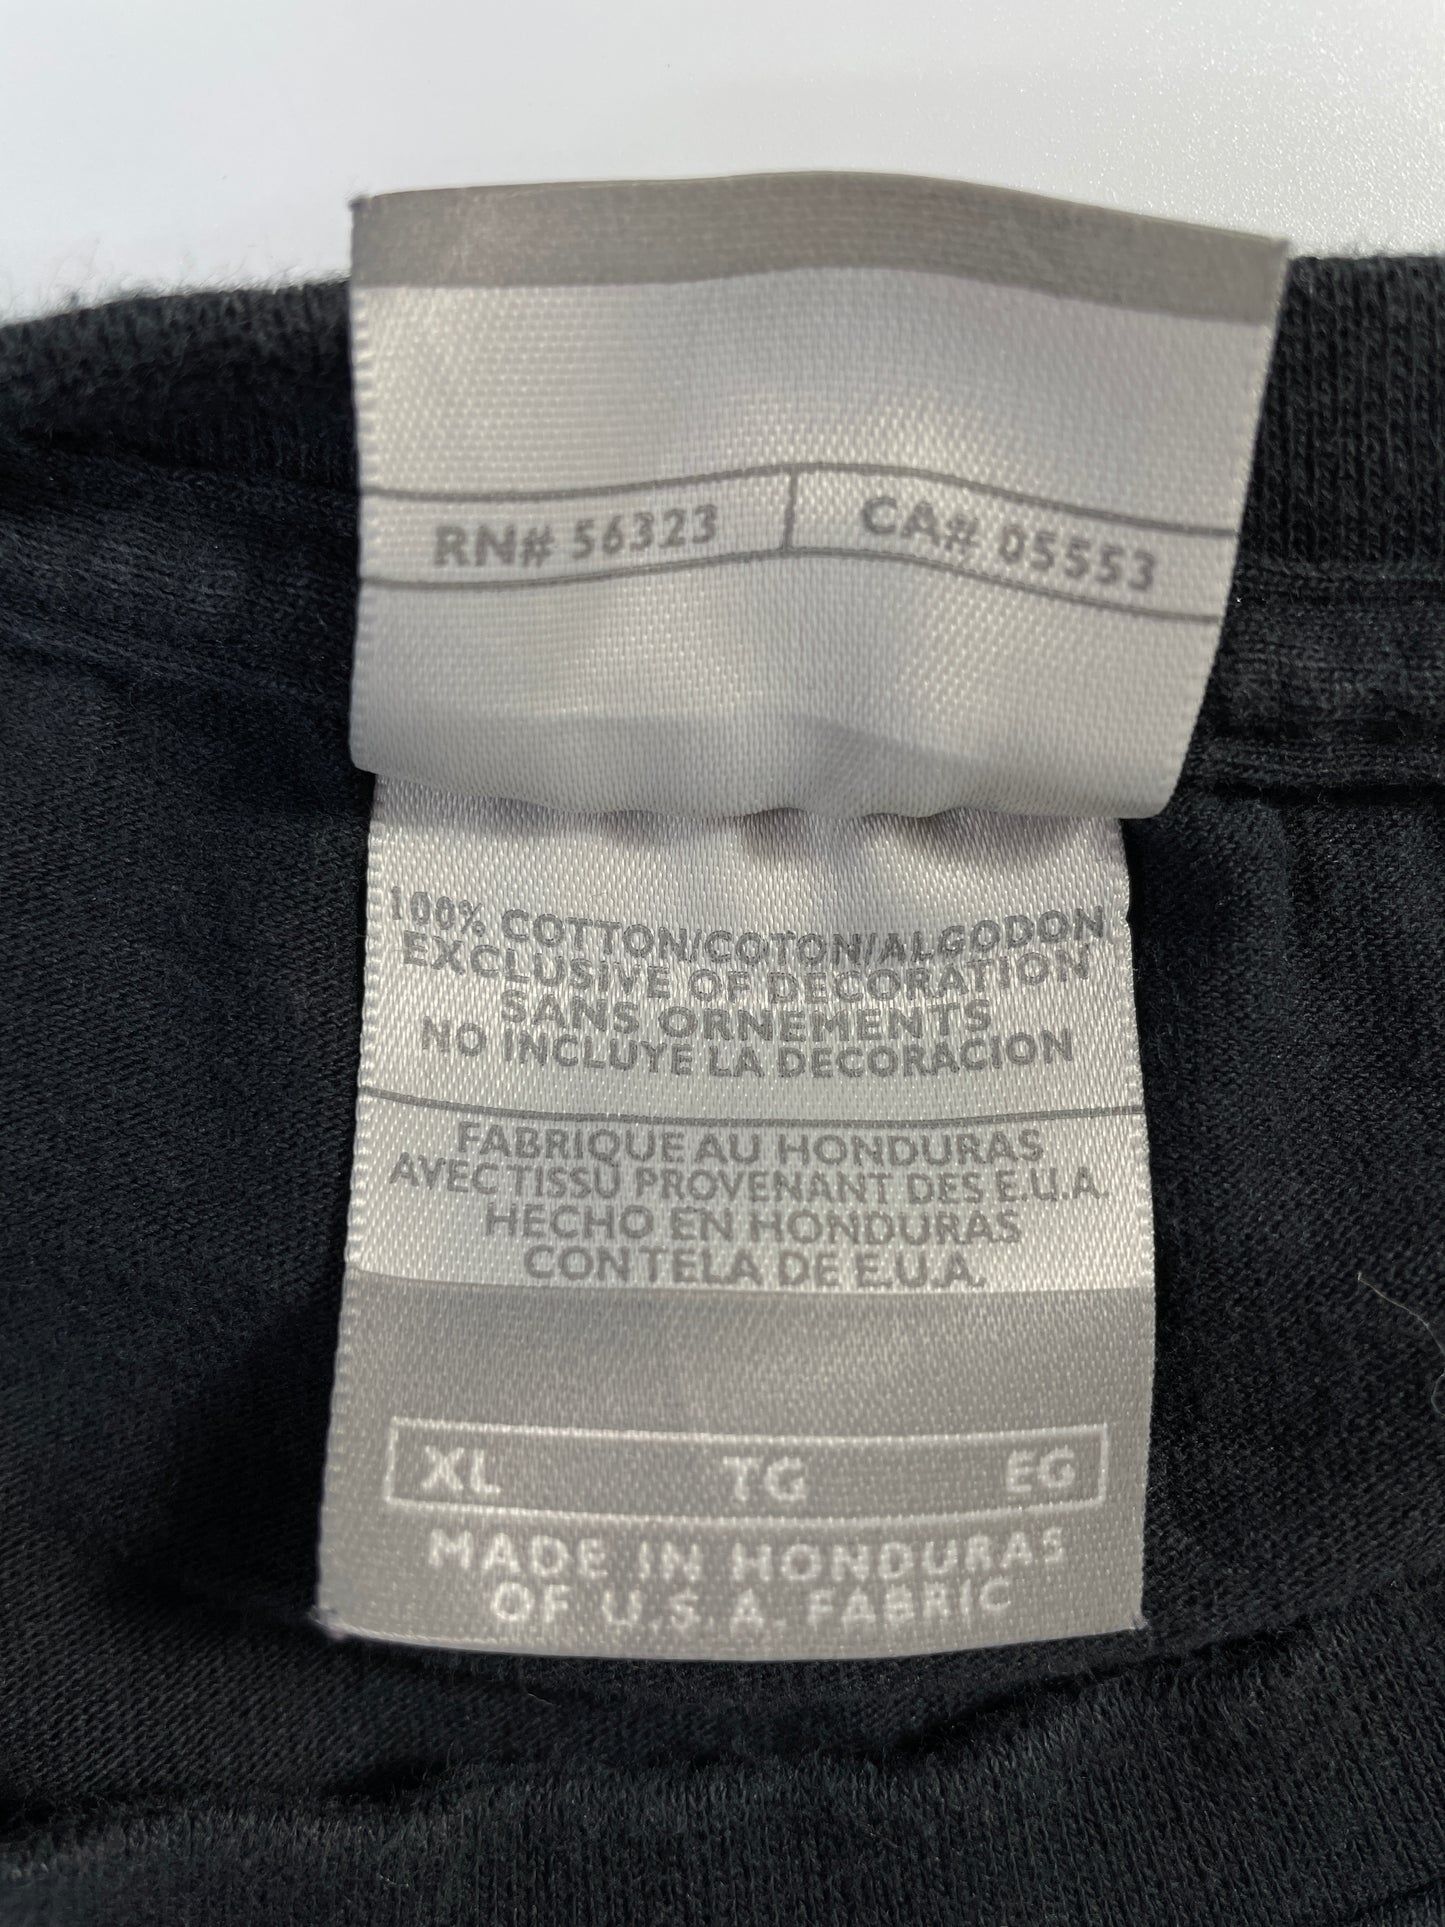 RN# 56323 CA# 05553
100% COTTON/COTON/ALGODON
EXCLUSIVE OF DECORATION
SANS ORNEMENTS
NO INCLUYE LA DECORACION
FABRIQUE AU HONDURAS
AVEC TISSU PROVENANT DES E.U.A.
HECHO EN HONDURAS
CON TELA DE E.U.A.
XL TG EG
MADE IN HONDURAS
OF U.S.A. FABRIC